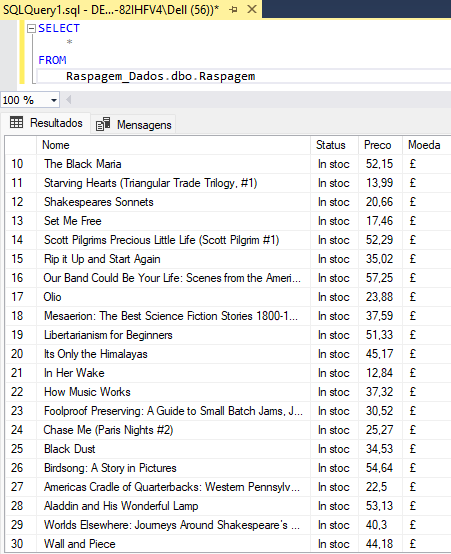 SQLQuery1.sql - DE...-82IHFV4\Dell (56))*
SELECT
*
FROM
Raspagem_Dados.dbo.Raspagem
100 %
Resultados Mensagens
Nome Status Preco Moeda
10 The Black Maria In stoc 52,15 £
11 Starving Hearts (Triangular Trade Trilogy, #1) In stoc 13,99 £
12 Shakespeares Sonnets In stoc 20,66 £
13 Set Me Free In stoc 17,46 £
14 Scott Pilgrims Precious Little Life (Scott Pilgrim #1) In stoc 52,29 £
15 Rip it Up and Start Again In stoc 35,02 £
16 Our Band Could Be Your Life: Scenes from the Ameri... In stoc 57,25 £
17 Olio In stoc 23,88 £
18 Mesaerion: The Best Science Fiction Stories 1800-1... In stoc 37,59 £
19 Libertarianism for Beginners In stoc 51,33 £
20 Its Only the Himalayas In stoc 45,17 £
21 In Her Wake In stoc 12,84 £
22 How Music Works In stoc 37,32 £
23 Foolproof Preserving: A Guide to Small Batch Jams, J... In stoc 30,52 £
24 Chase Me (Paris Nights #2) In stoc 25,27 £
25 Black Dust In stoc 34,53 £
26 Birdsong: A Story in Pictures In stoc 54,64 £
27 Americas Cradle of Quarterbacks: Western Pennsylv... In stoc 22,5 £
28 Aladdin and His Wonderful Lamp In stoc 53,13 £
29 Worlds Elsewhere: Journeys Around Shakespeare's ... In stoc 40,3 £
30 Wall and Piece In stoc 44,18 £